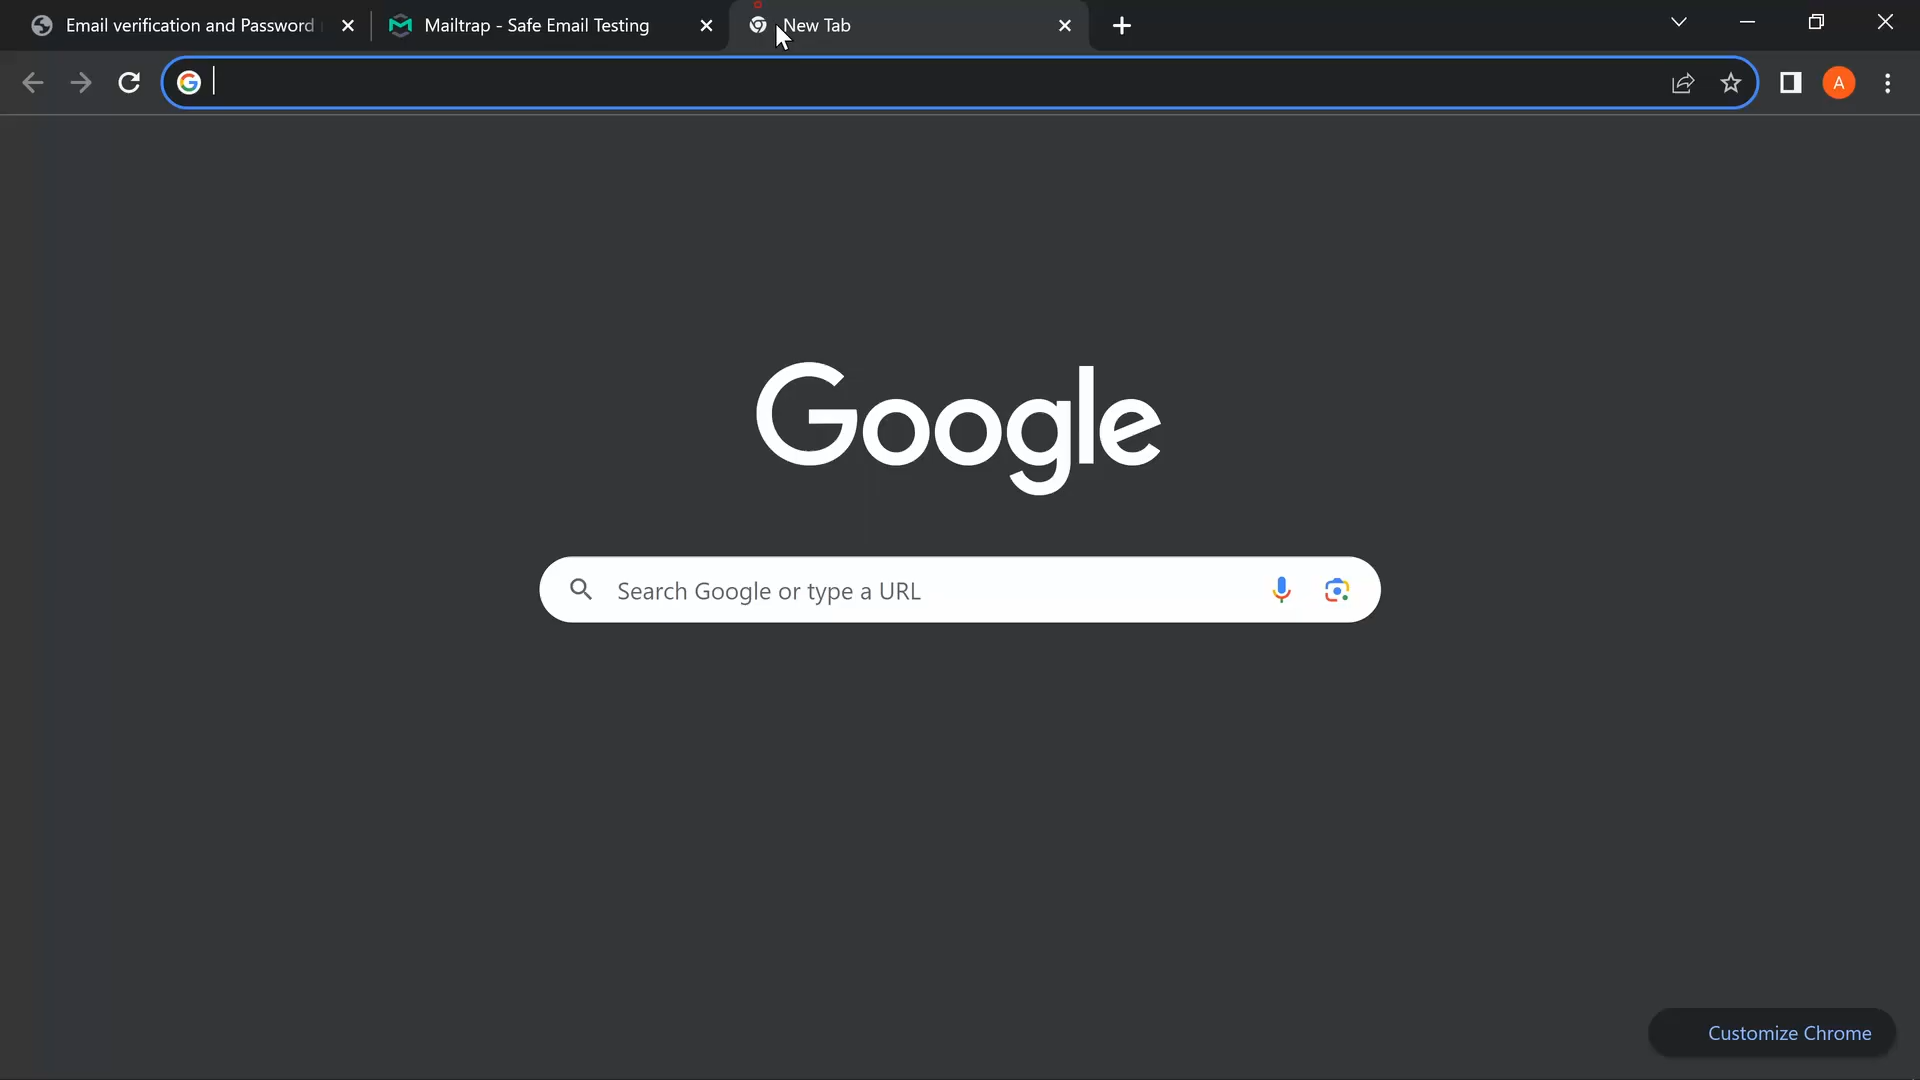 Email verification and Password
Mailtrap - Safe Email Testing
New Tab
A
Google
Search Google or type a URL
Customize Chrome